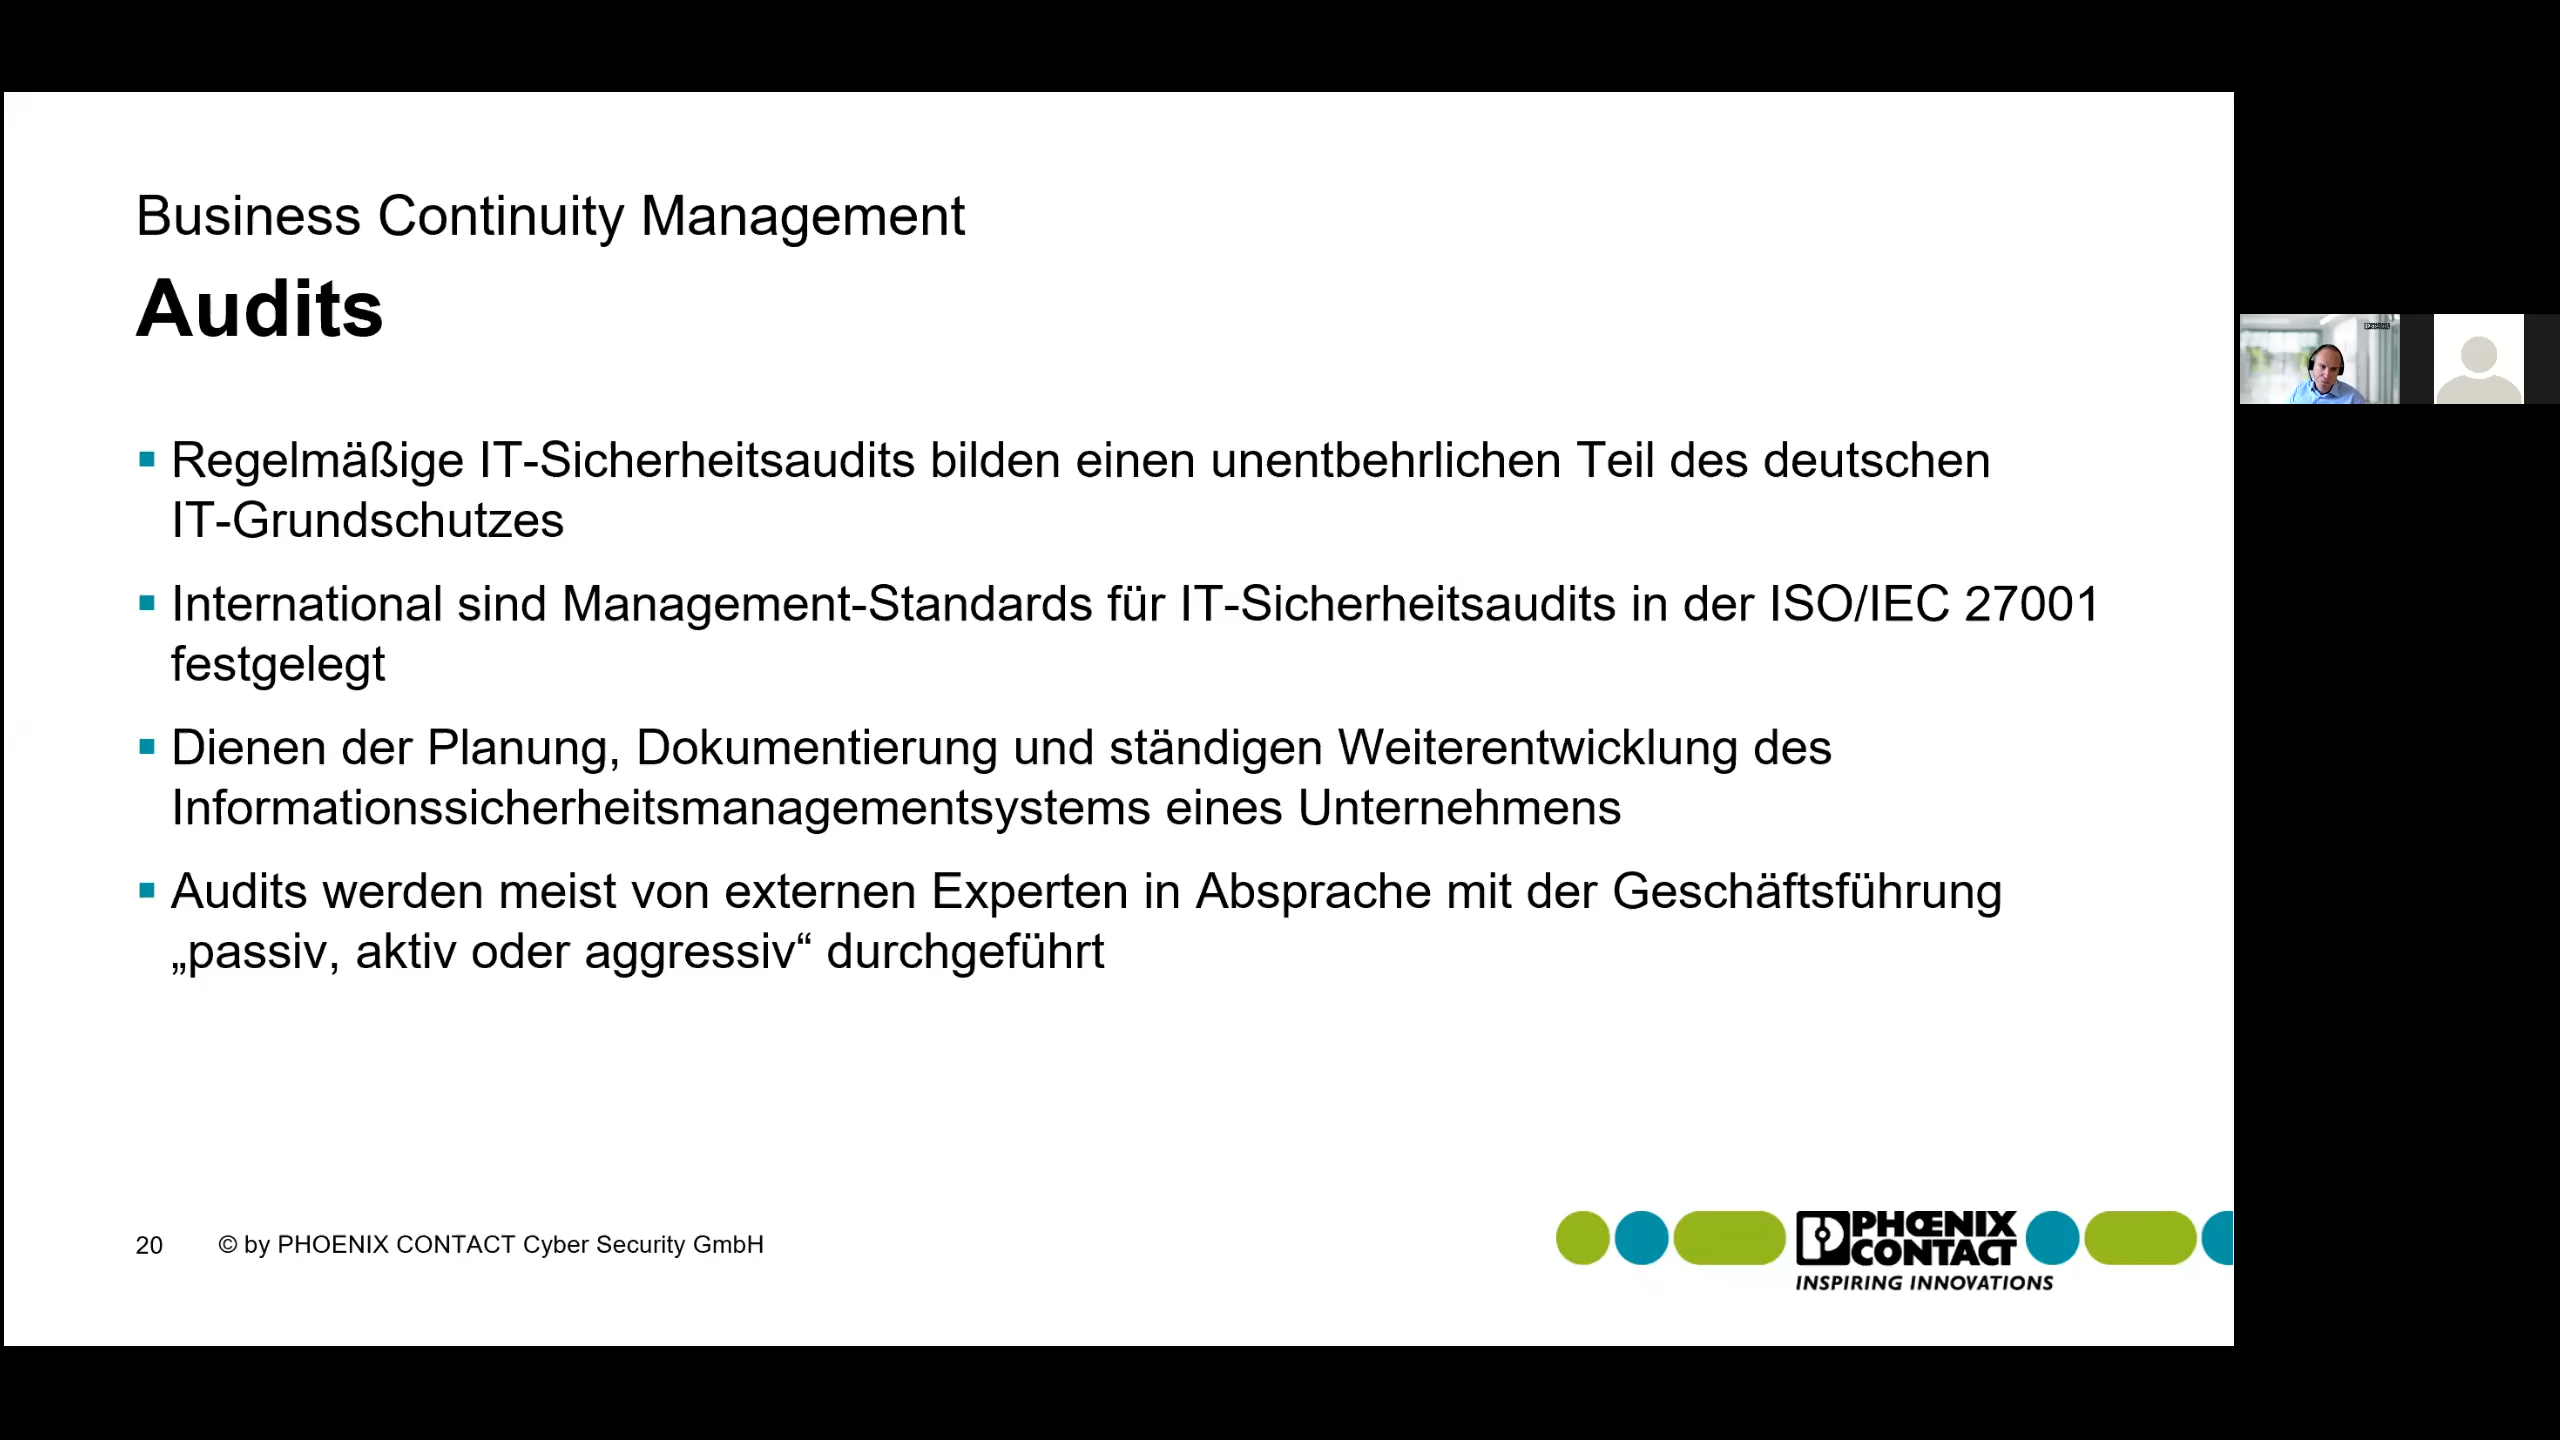 Business Continuity Management
Audits
Regelmäßige IT-Sicherheitsaudits bilden einen unentbehrlichen Teil des deutschen
IT-Grundschutzes
International sind Management-Standards für IT-Sicherheitsaudits in der ISO/IEC 27001
festgelegt
Dienen der Planung, Dokumentierung und ständigen Weiterentwicklung des
Informationssicherheitsmanagementsystems eines Unternehmens
Audits werden meist von externen Experten in Absprache mit der Geschäftsführung
„passiv, aktiv oder aggressiv“ durchgeführt
20 © by PHOENIX CONTACT Cyber Security GmbH
PHŒNIX
CONTACT
INSPIRING INNOVATIONS